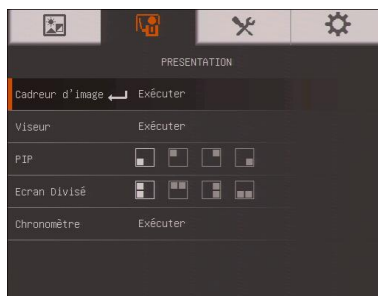 PRESENTATION
Cadreur d'image Exécuter
Viseur Exécuter
PIP
Ecran Divisé
Chronomètre Exécuter